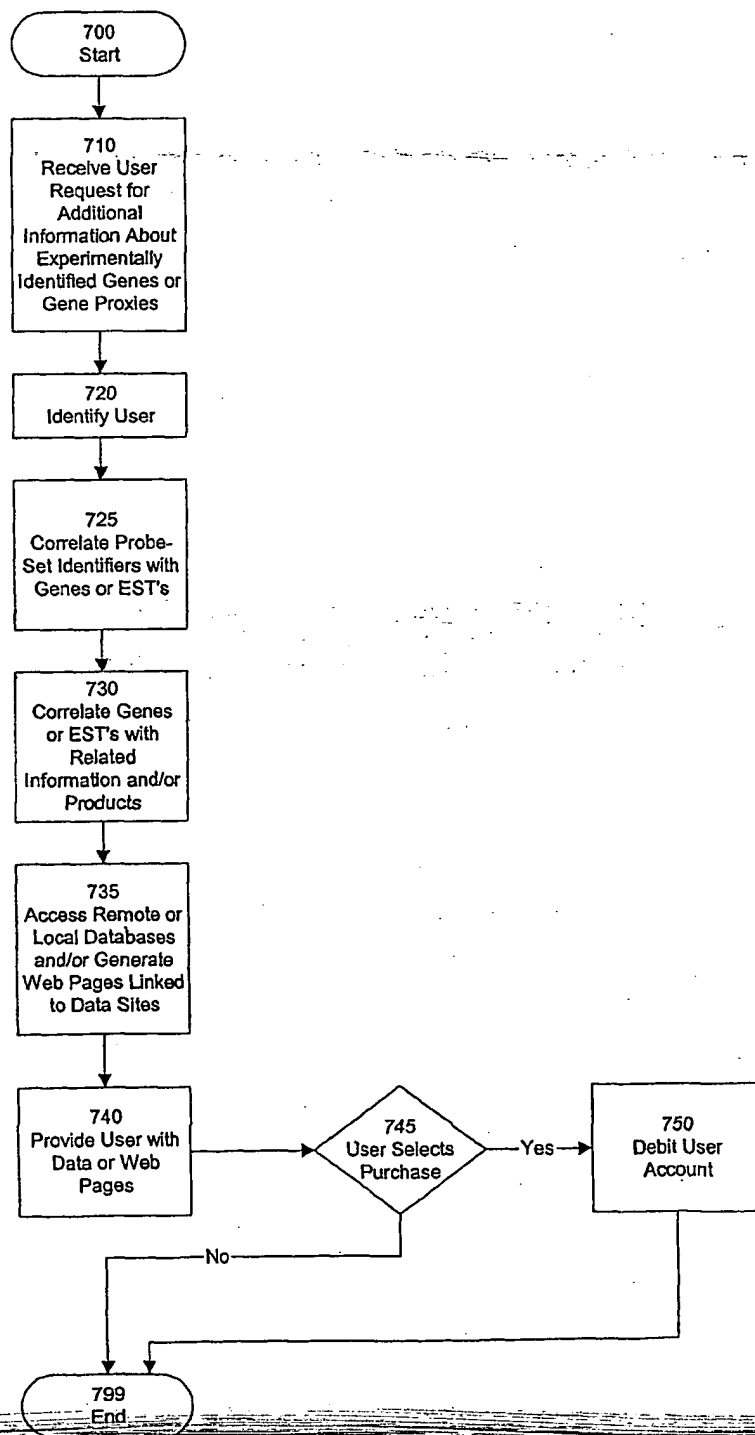 700
Start
710
Receive User
Request for
Additional
Information About
Experimentally
Identified Genes or
Gene Proxies
720
Identify User
725
Correlate Probe-
Set Identifiers with
Genes or EST's
730
Correlate Genes
or EST's with
Related
Information and/or
Products
735
Access Remote or
Local Databases
and/or Generate
Web Pages Linked
to Data Sites
740
Provide User with
Data or Web
Pages
745
User Selects
Purchase
Yes
750
Debit User
Account
No
799
End